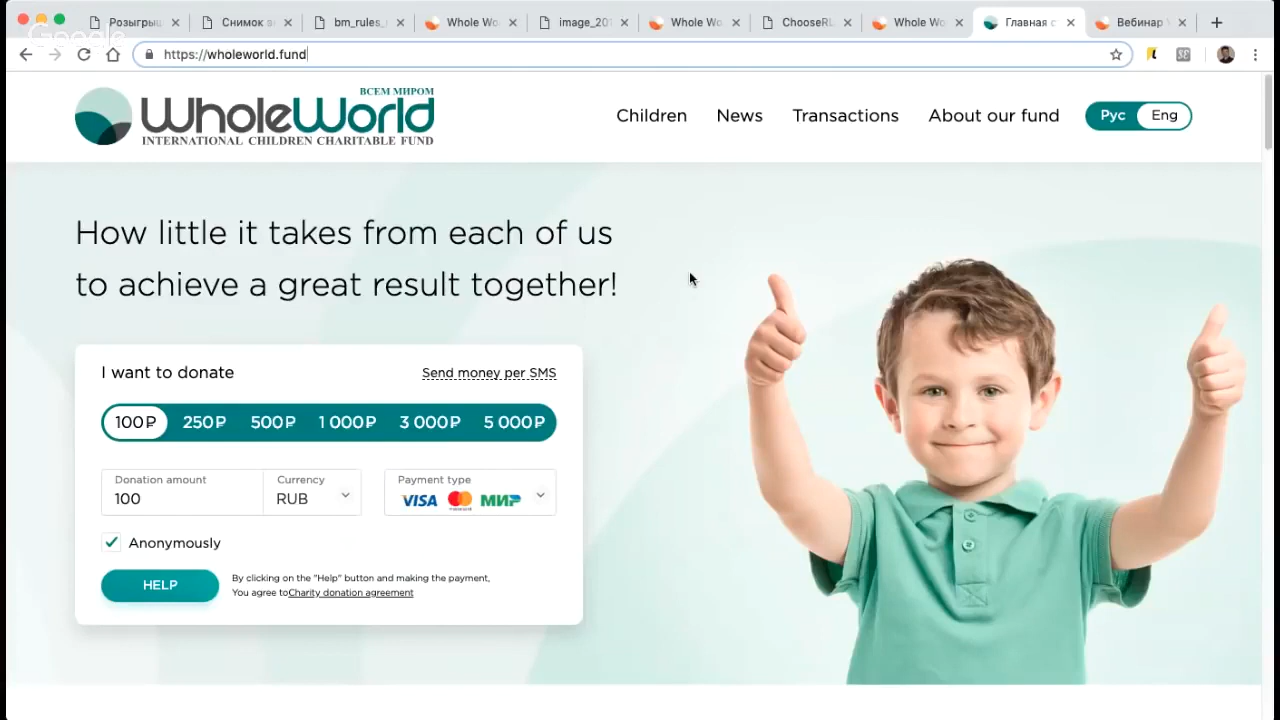 Google
Розыгры
Снимок э
bm_rules_
Whole Wo
image_201
Whole Wo
ChooseRL
Whole Wo
Главная с
Вебинар
https://wholeworld.fund
ВСЕМ МИРОМ
WholeWorld
INTERNATIONAL CHILDREN CHARITABLE FUND
Children
News
Transactions
About our fund
Рус
Eng
How little it takes from each of us
to achieve a great result together!
I want to donate
Send money per SMS
100₽ 250₽ 500₽ 1 000₽ 3 000₽ 5 000₽
Donation amount
100
Currency
RUB
Payment type
VISA
МИР
Anonymously
HELP
By clicking on the "Help" button and making the payment,
You agree toCharity donation agreement